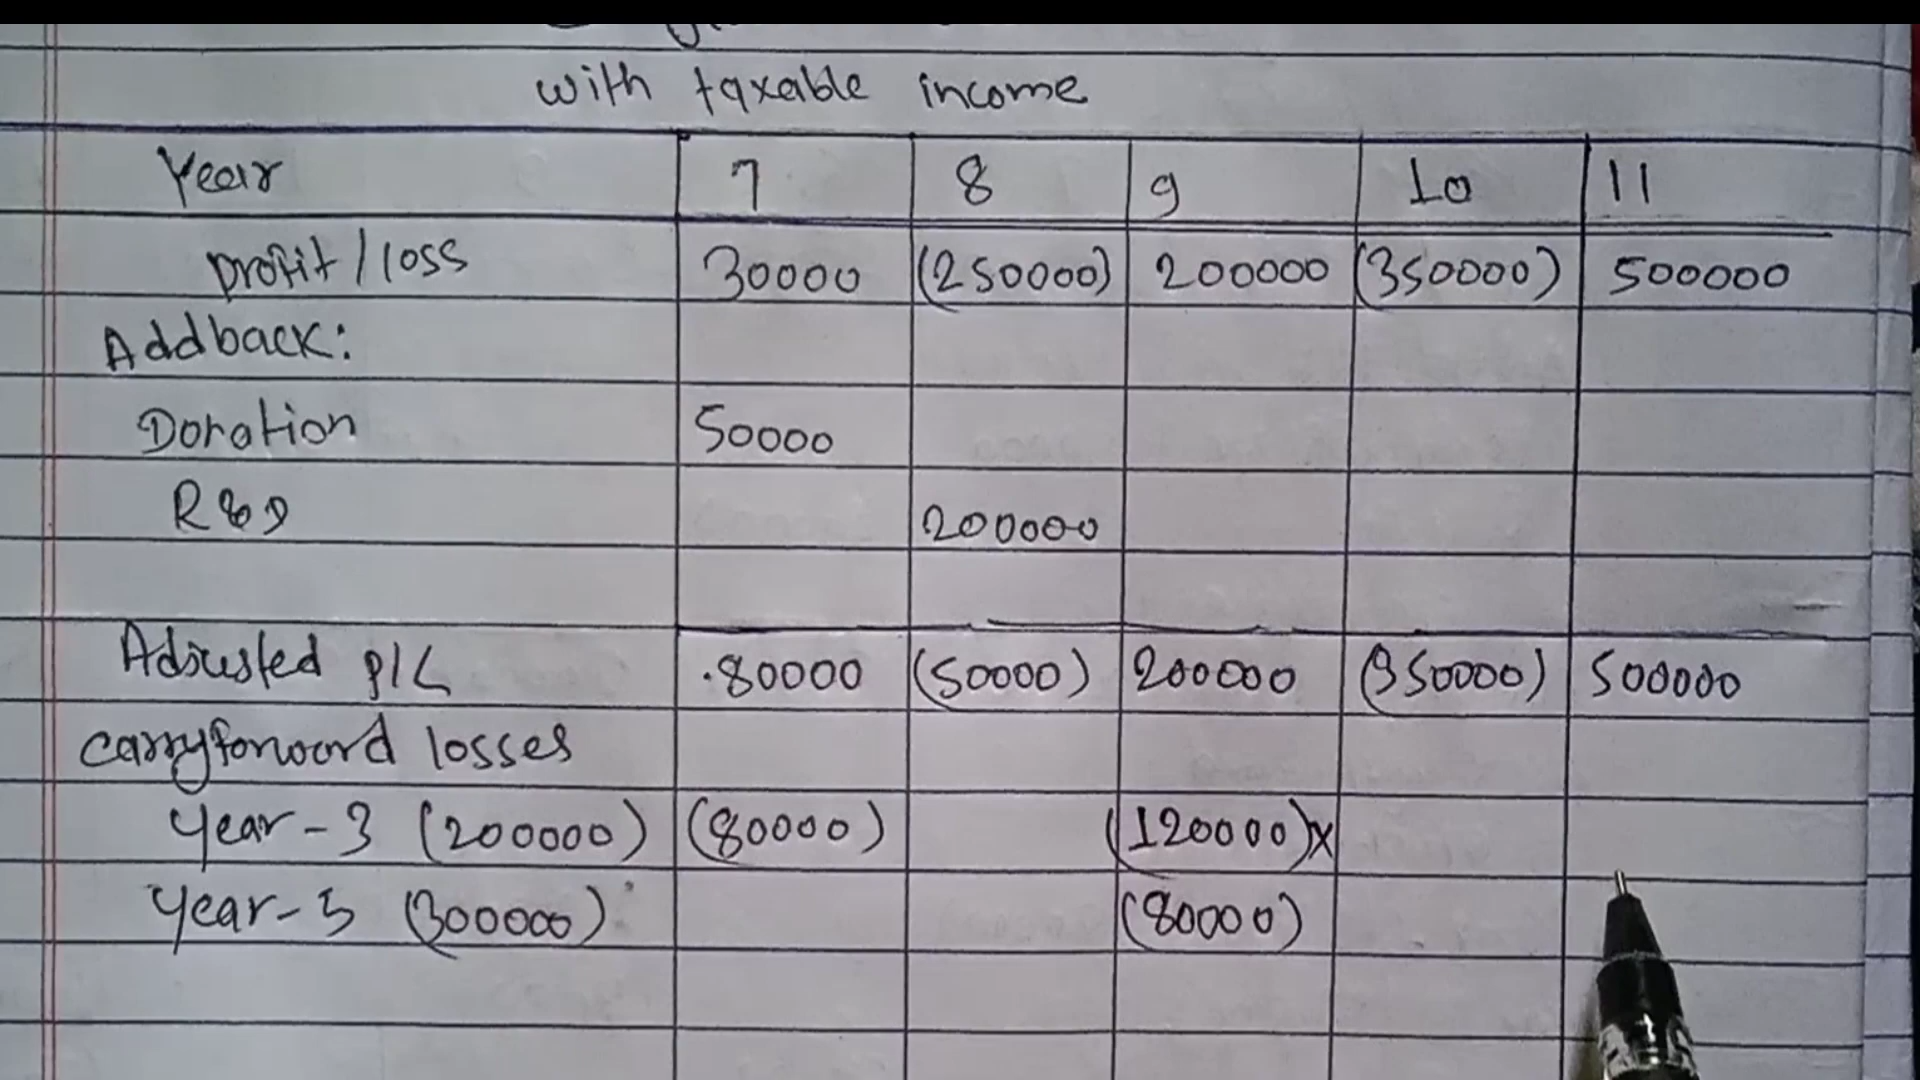 with taxable income
Year 7 8 9 10 11
profit/loss 30000 (250000) 200000 (350000) 500000
Addback:
Donation 50000
R&D 200000
Adjusted P/L .80000 (50000) 200000 (350000) 500000
carryforward losses
Year-3 (200000) (80000) (120000)x
Year-5 (300000) (80000)